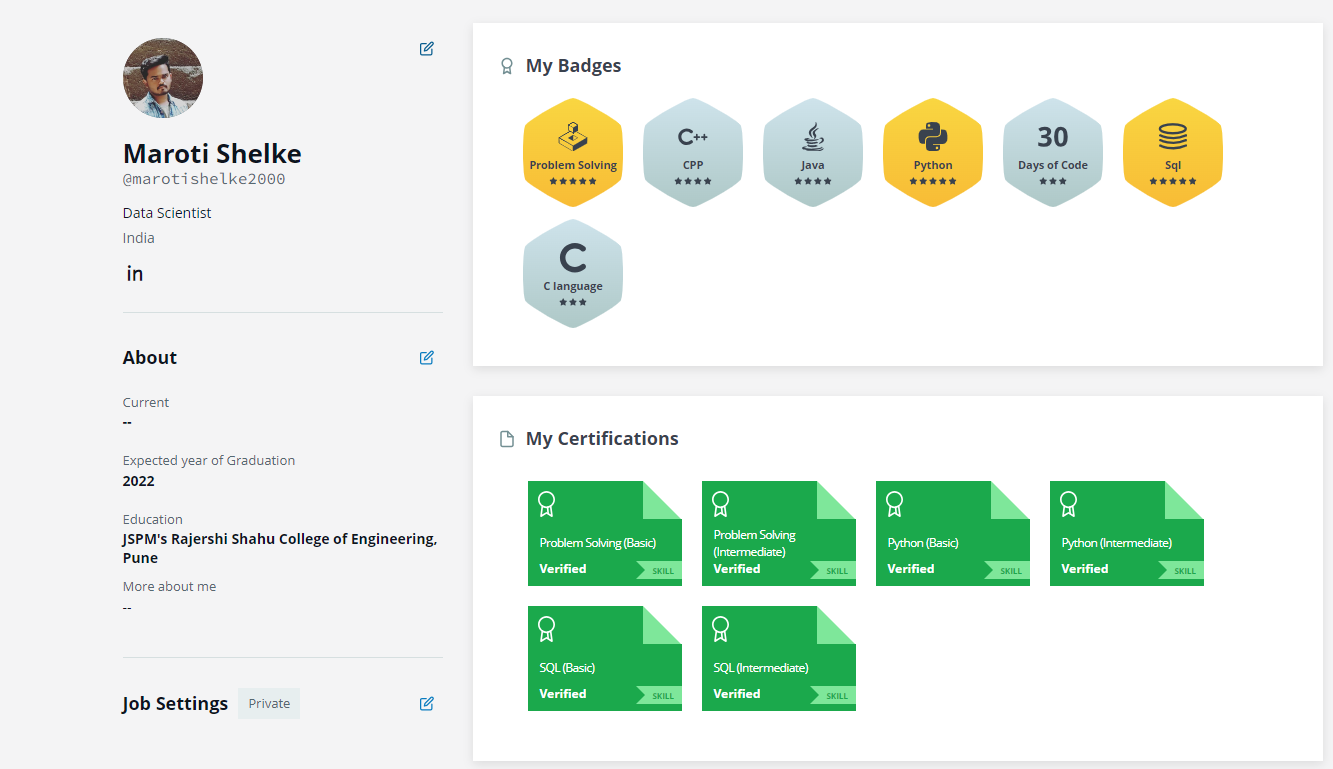 Maroti Shelke
@marotishelke2000
Data Scientist
India
in
About
Current
--
Expected year of Graduation
2022
Education
JSPM's Rajershi Shahu College of Engineering,
Pune
More about me
--
Job Settings Private
My Badges
Problem Solving
C++
CPP
Java
Python
30
Days of Code
Sql
C
C language
My Certifications
Problem Solving (Basic)
Verified
SKILL
Problem Solving
(Intermediate)
Verified
SKILL
Python (Basic)
Verified
SKILL
Python (Intermediate)
Verified
SKILL
SQL (Basic)
Verified
SKILL
SQL (Intermediate)
Verified
SKILL